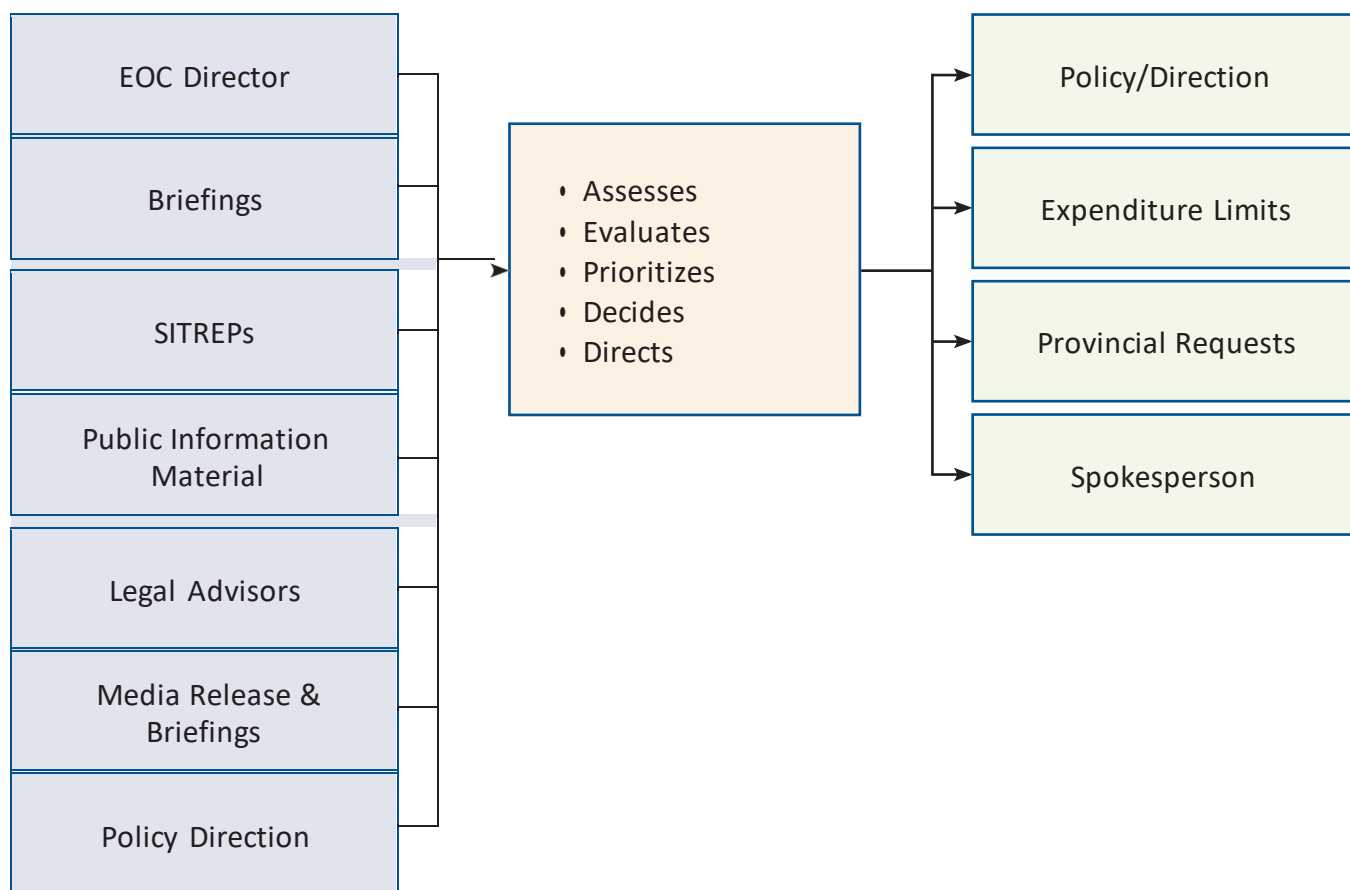 EOC Director
Briefings
SITREPs
Public Information
Material
Legal Advisors
Media Release &
Briefings
Policy Direction
• Assesses
• Evaluates
• Prioritizes
• Decides
• Directs
Policy/Direction
Expenditure Limits
Provincial Requests
Spokesperson